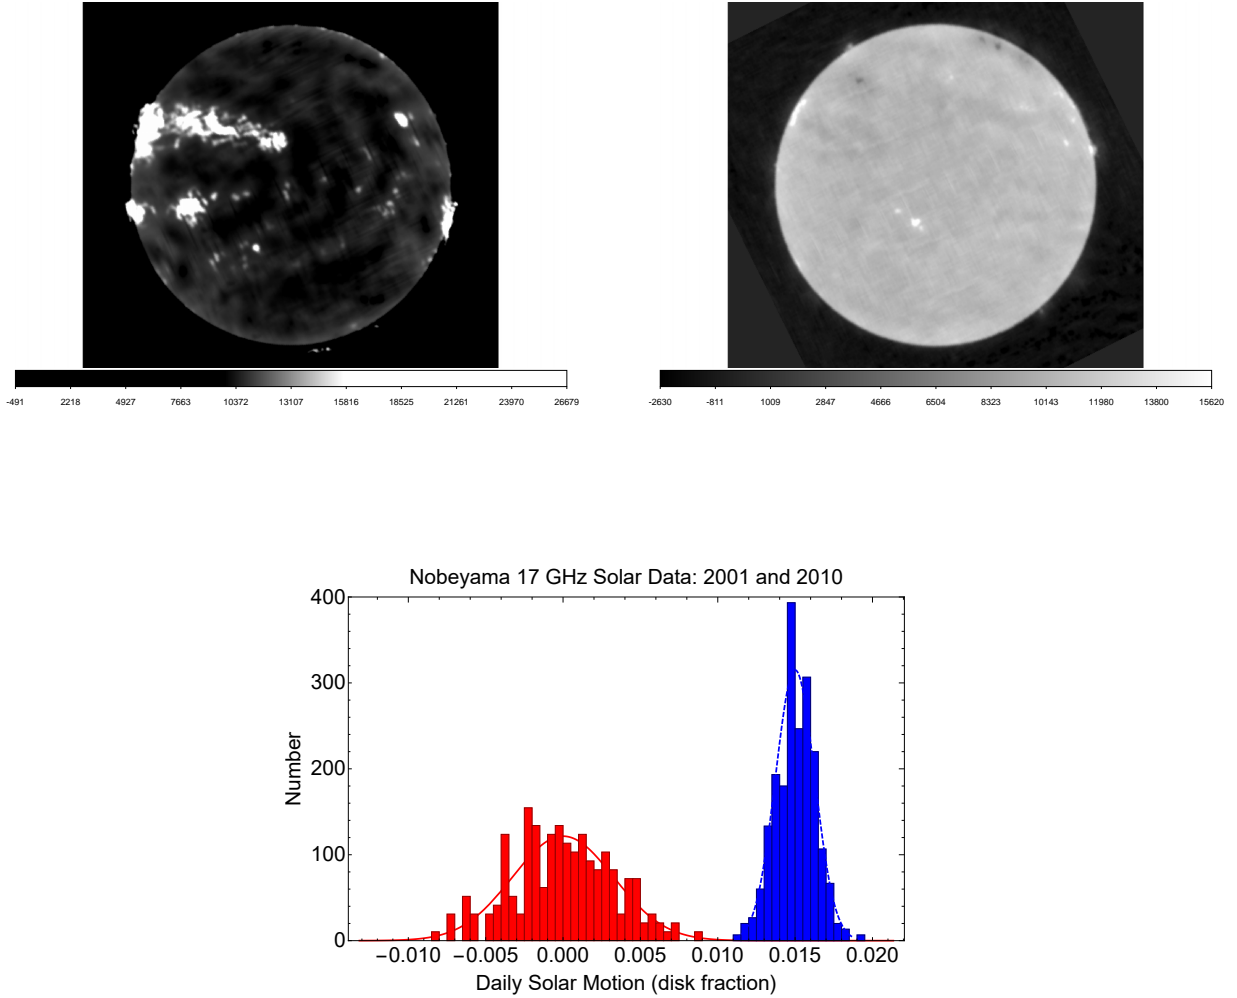 -491 2218 4927 7663 10372 13107 15816 18525 21261 23970 26679
-2630 -811 1009 2847 4666 6504 8323 10143 11980 13800 15620
Nobeyama 17 GHz Solar Data: 2001 and 2010
400
300
200
100
0
Number
−0.010 −0.005 0.000 0.005 0.010 0.015 0.020
Daily Solar Motion (disk fraction)